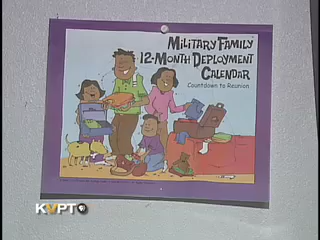 Military Family
12-Month Deployment
Calendar
Countdown to Reunion
KVPT